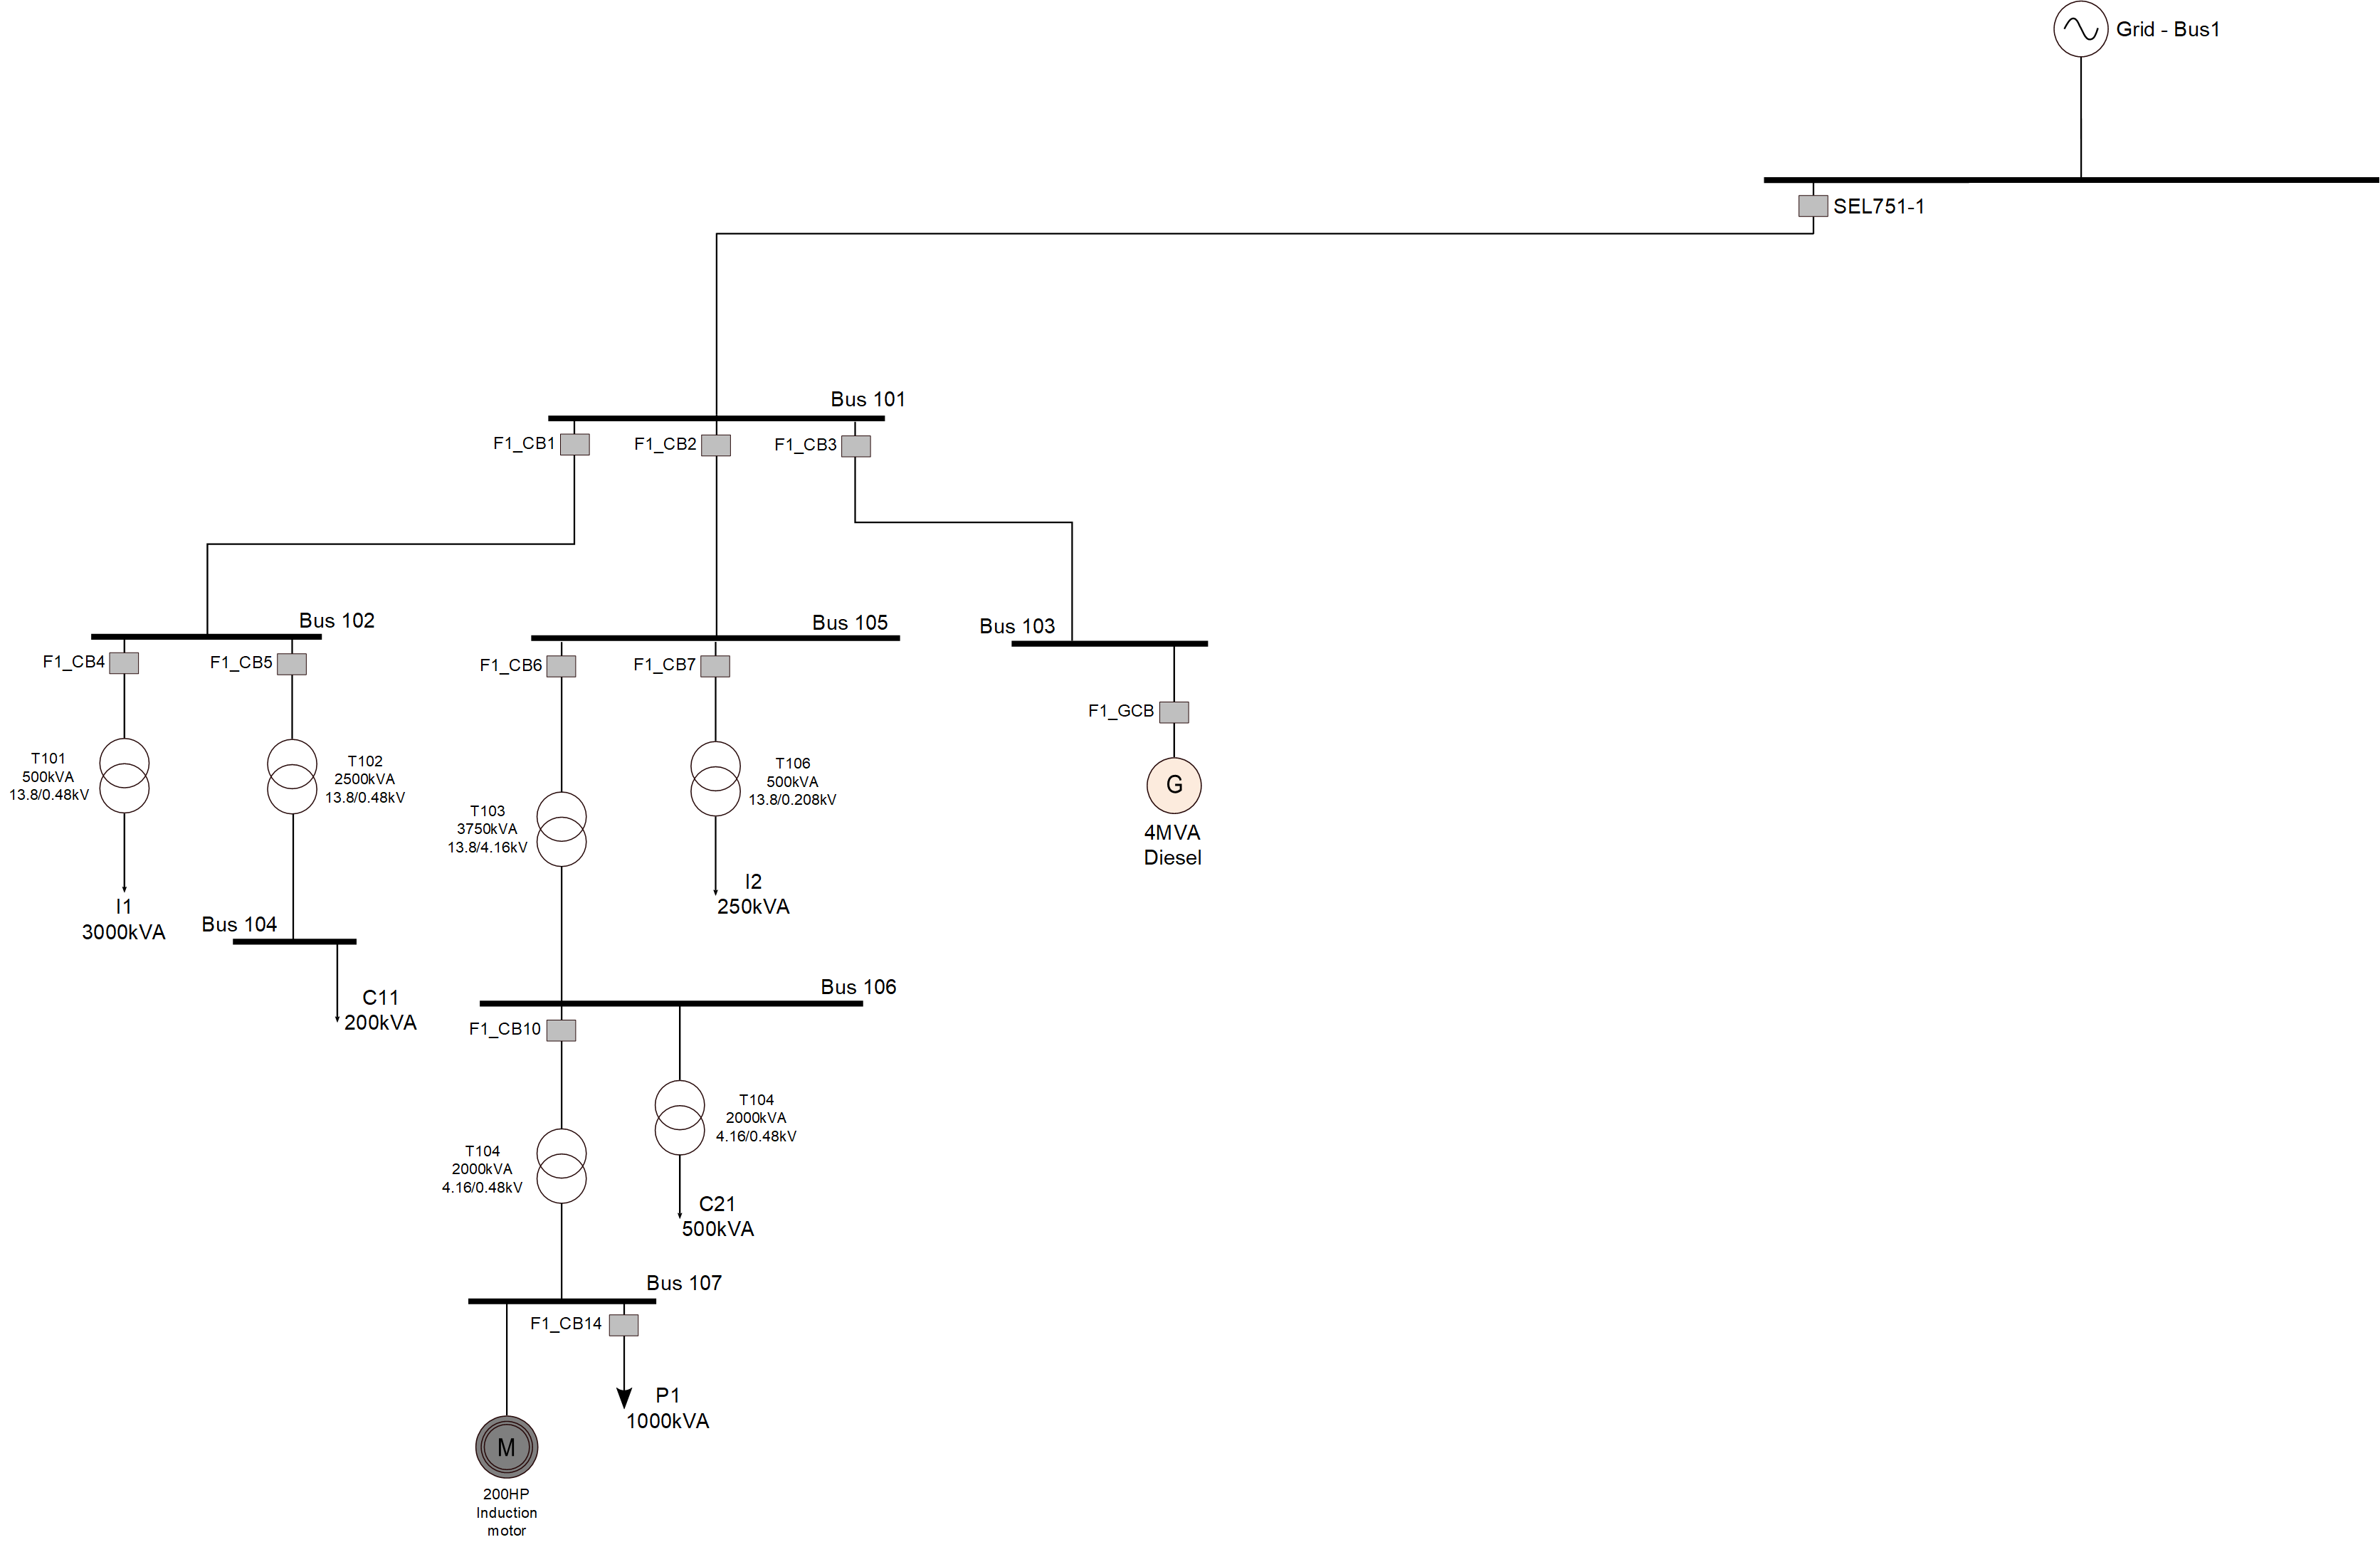 Grid - Bus1
SEL751-1
Bus 101
F1_CB1
F1_CB2
F1_CB3
Bus 102
Bus 105
Bus 103
F1_CB4
F1_CB5
F1_CB6
F1_CB7
F1_GCB
T101
500kVA
13.8/0.48kV
T102
2500kVA
13.8/0.48kV
T103
3750kVA
13.8/4.16kV
T106
500kVA
13.8/0.208kV
G
4MVA
Diesel
I1
3000kVA
I2
250kVA
Bus 104
C11
200kVA
Bus 106
F1_CB10
T104
2000kVA
4.16/0.48kV
T104
2000kVA
4.16/0.48kV
C21
500kVA
Bus 107
F1_CB14
P1
1000kVA
M
200HP
Induction
motor